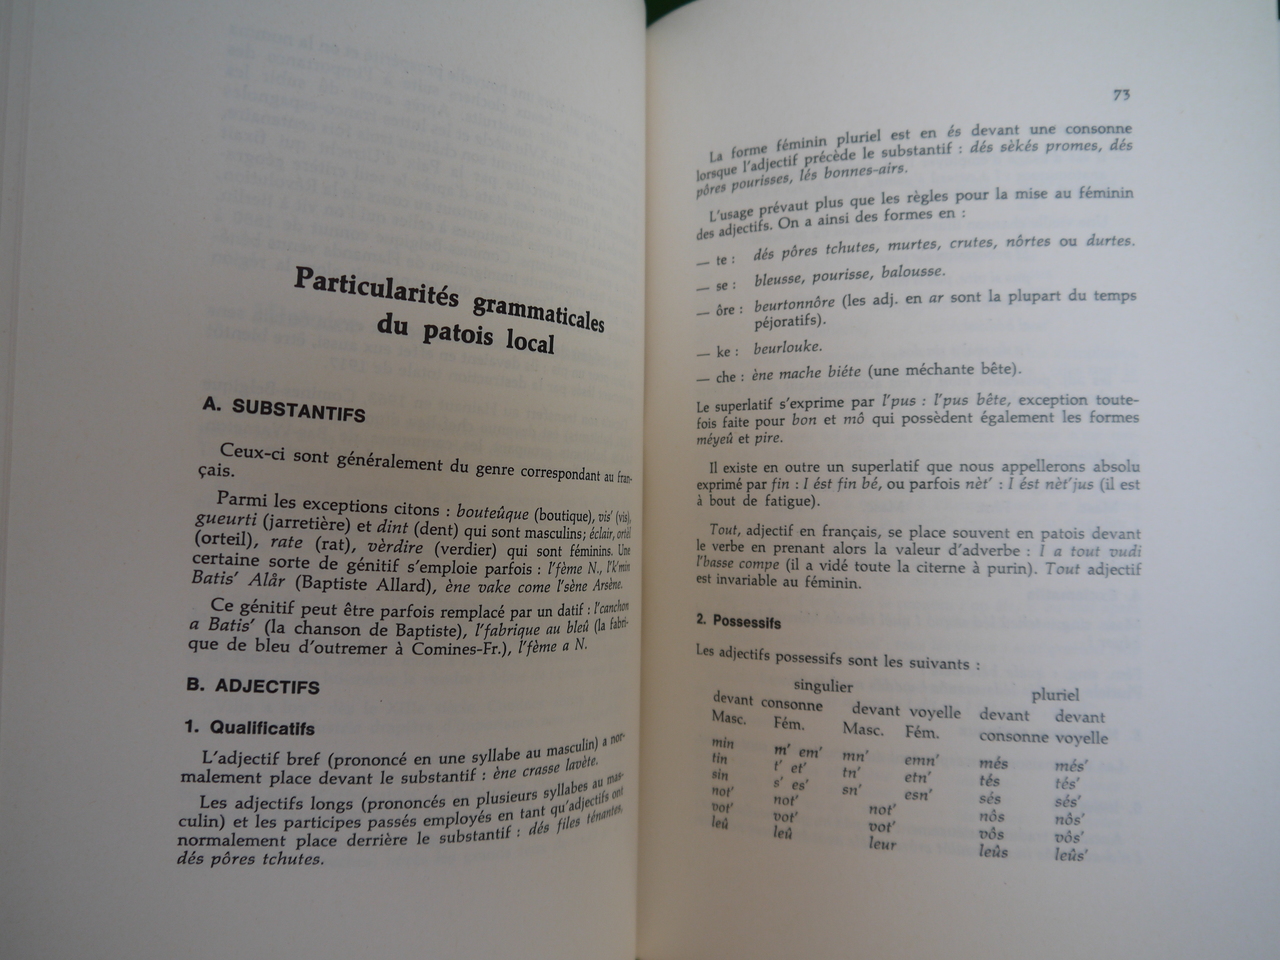 Particularités grammaticales
du patois local
A. SUBSTANTIFS
Ceux-ci sont généralement du genre correspondant au fran-
çais.
Parmi les exceptions citons : bouteûque (boutique), vis' (vis),
gueurti (jarretière) et dint (dent) qui sont masculins; éclair, ortèil
(orteil), rate (rat), vèrdire (verdier) qui sont féminins. Une
certaine sorte de génitif s'emploie parfois : l'fème N., l'k'min
Batis' Alâr (Baptiste Allard), ène vake come l'sène Arsène.
Ce génitif peut être parfois remplacé par un datif : l'canchon
a Batis' (la chanson de Baptiste), l'fabrique au bleû (la fabri-
que de bleu d'outremer à Comines-Fr.), l'fème a N.
B. ADJECTIFS
1. Qualificatifs
L'adjectif bref (prononcé en une syllabe au masculin) a nor-
malement place devant le substantif : ène crasse lavète.
Les adjectifs longs (prononcés en plusieurs syllabes au mas-
culin) et les participes passés employés en tant qu'adjectifs ont
normalement place derrière le substantif : dés files ténantes,
dés pôres tchutes.
73
La forme féminin pluriel est en és devant une consonne
lorsque l'adjectif précède le substantif : dés sèkés promes, dés
pôres pourisses, lés bonnes-airs.
L'usage prévaut plus que les règles pour la mise au féminin
des adjectifs. On a ainsi des formes en :
— te : dés pôres tchutes, murtes, crutes, nôrtes ou durtes.
— se : bleusse, pourisse, balousse.
— ôre : beurtonnôre (les adj. en ar sont la plupart du temps
péjoratifs).
— ke : beurlouke.
— che : ène mache biéte (une méchante bête).
Le superlatif s'exprime par l'pus : l'pus bête, exception toute-
fois faite pour bon et mô qui possèdent également les formes
méyeû et pire.
Il existe en outre un superlatif que nous appellerons absolu
exprimé par fin : I ést fin bé, ou parfois nèt' : I ést nèt'jus (il est
à bout de fatigue).
Tout, adjectif en français, se place souvent en patois devant
le verbe en prenant alors la valeur d'adverbe : I a tout vudi
l'basse compe (il a vidé toute la citerne à purin). Tout adjectif
est invariable au féminin.
2. Possessifs
Les adjectifs possessifs sont les suivants :
singulier pluriel
devant consonne devant voyelle devant devant
Masc. Fém. Masc. Fém. consonne voyelle
min m' em' mn' emn' més més'
tin t' et' tn' etn' tés tés'
sin s' es' sn' esn' sés sés'
not' not' not' nôs nôs'
vot' vot' vot' vôs vôs'
leû leû leur leûs leûs'